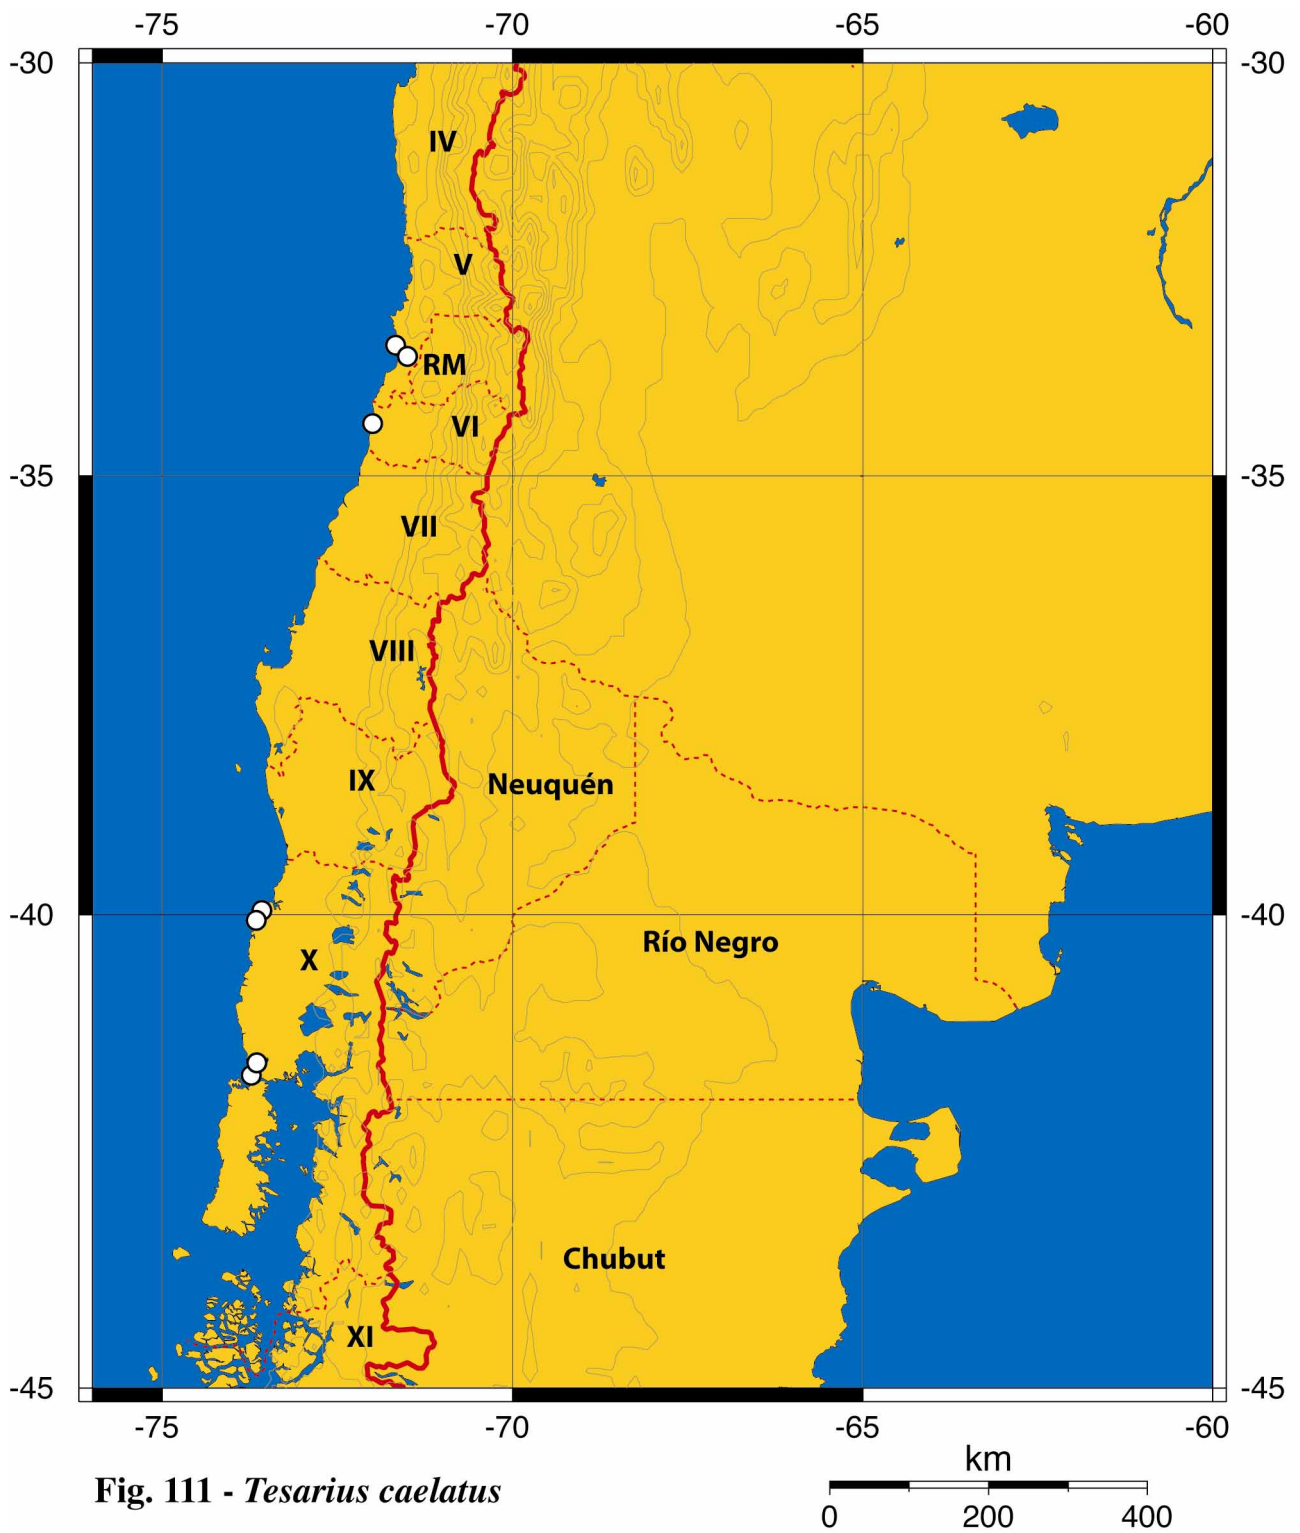 -75 -70 -65 -60
-30 -30
IV
V
RM
VI
-35 -35
VII
VIII
IX Neuquén
-40 -40
Río Negro
X
Chubut
XI
-45 -45
-75 -70 -65 -60
km
Fig. 111 - Tesarius caelatus
0 200 400